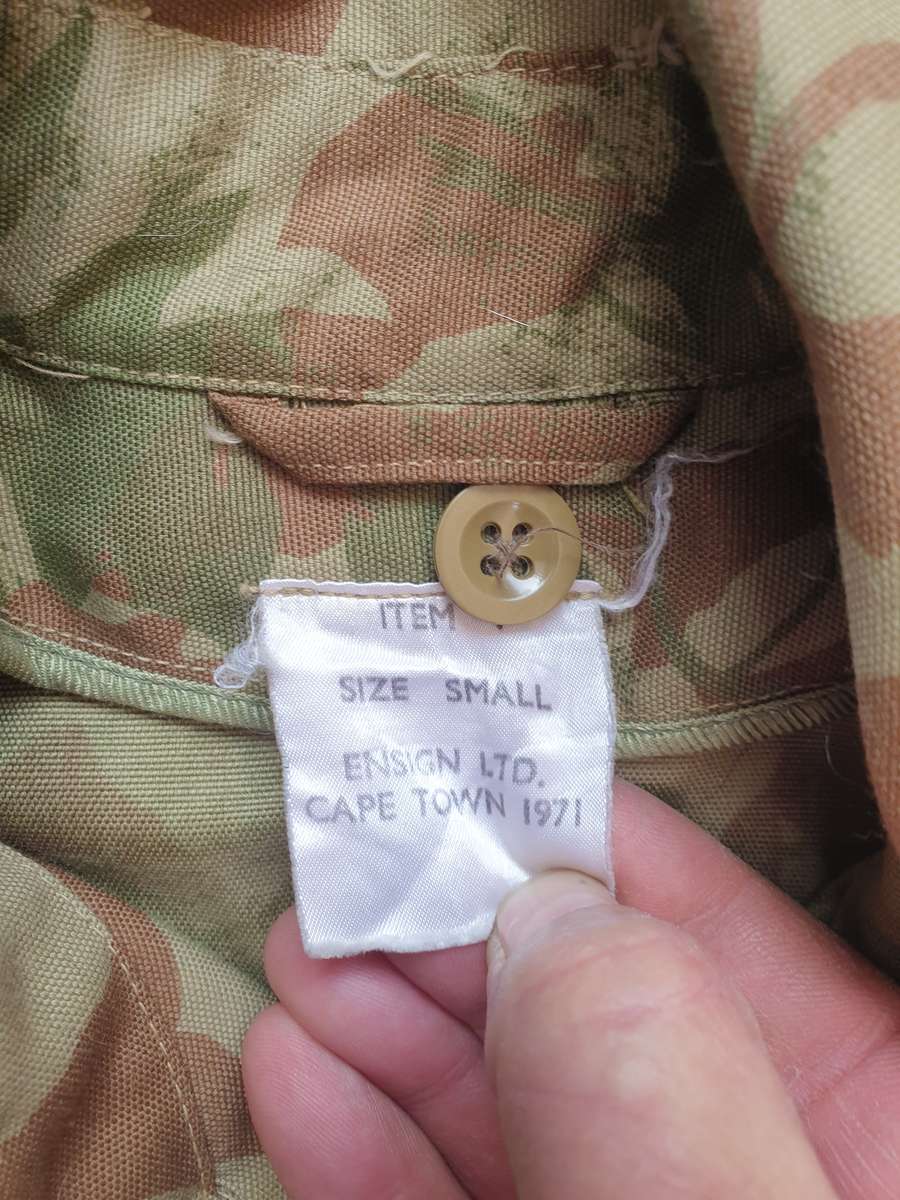 ITEM
SIZE SMALL
ENSIGN LTD.
CAPE TOWN 1971